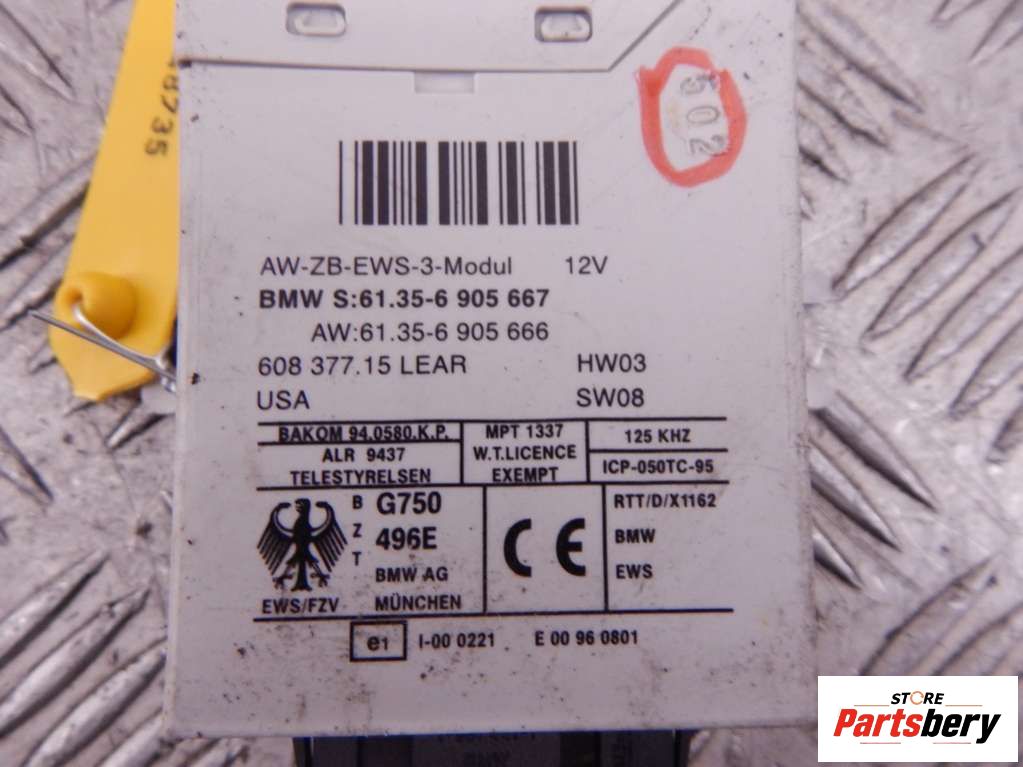 48735
502
AW-ZB-EWS-3-Modul 12V
BMW S:61.35-6 905 667
AW:61.35-6 905 666
608 377.15 LEAR HW03
USA SW08
BAKOM 94.0580.K.P.
ALR 9437
TELESTYRELSEN
MPT 1337
W.T.LICENCE
EXEMPT
125 KHZ
ICP-050TC-95
BZT
G750
496E
BMW AG
MÜNCHEN
EWS/FZV
CE
RTT/D/X1162
BMW
EWS
e1 I-00 0221 E 00 96 0801
STORE
Partsbery